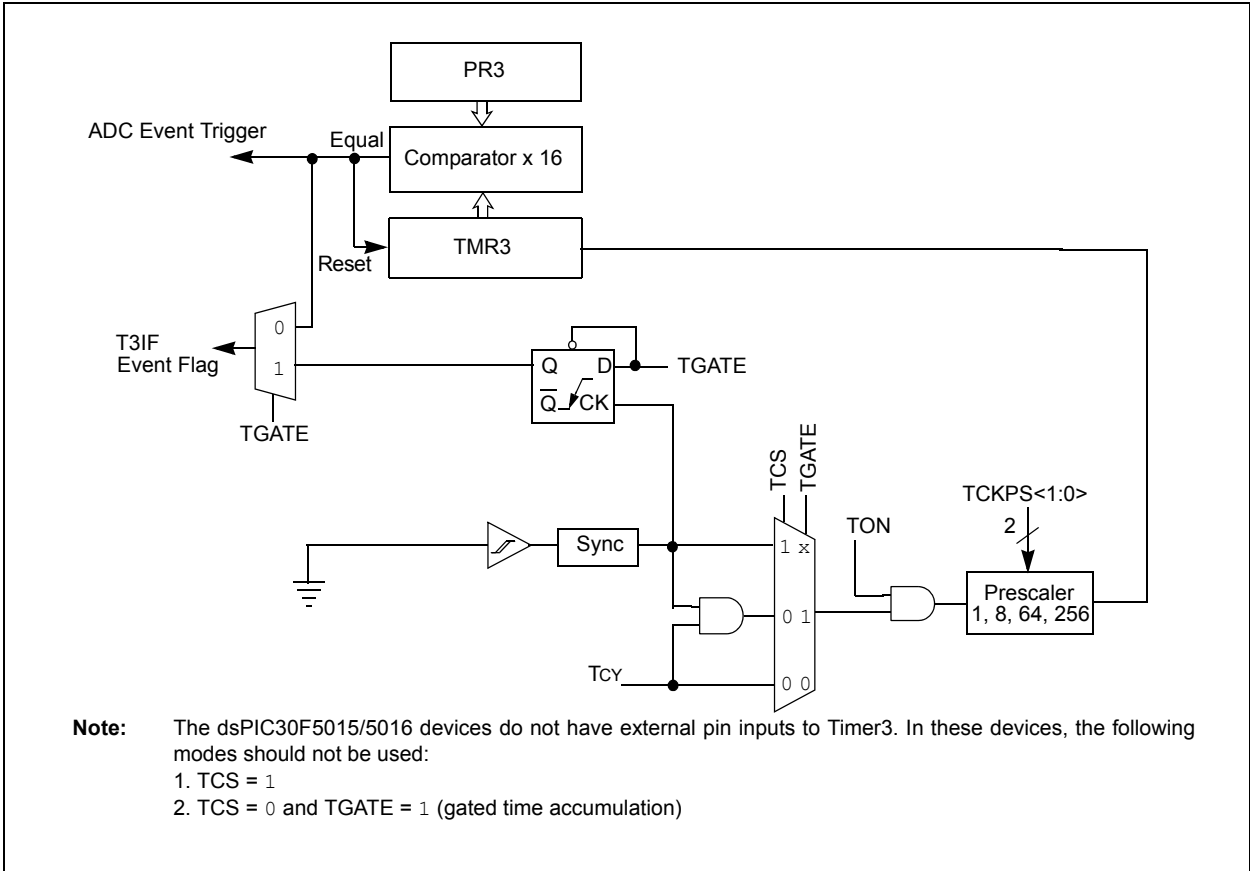 PR3
ADC Event Trigger
Equal
Comparator x 16
TMR3
Reset
0
T3IF
Event Flag
1
Q
D
TGATE
Q
CK
TGATE
TCS
TGATE
TCKPS<1:0>
TON
2
Sync
1 x
Prescaler
1, 8, 64, 256
0 1
TCY
0 0
Note: The dsPIC30F5015/5016 devices do not have external pin inputs to Timer3. In these devices, the following
modes should not be used:
1. TCS = 1
2. TCS = 0 and TGATE = 1 (gated time accumulation)